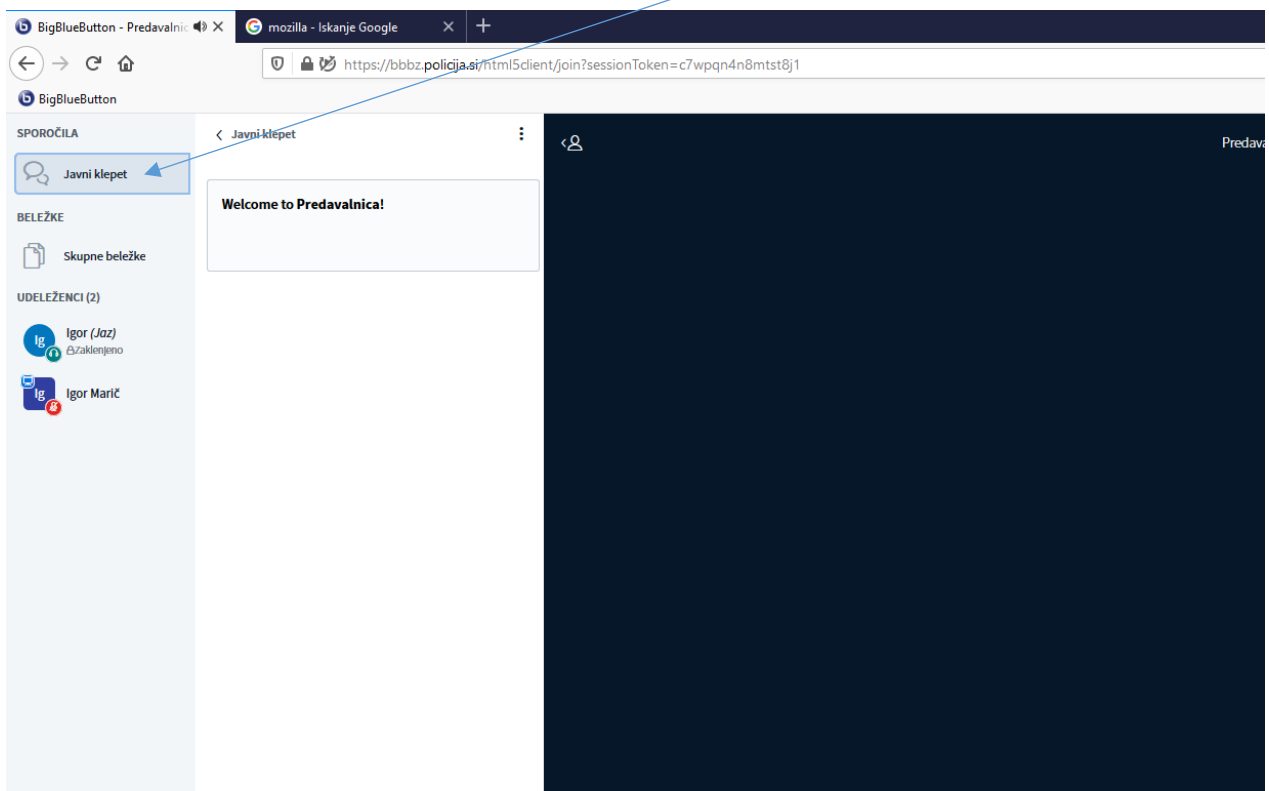 BigBlueButton - Predavalnic
mozilla - Iskanje Google
https://bbbz.policija.si/html5client/join?sessionToken=c7wpqn4n8mtst8j1
BigBlueButton
SPOROČILA
Javni klepet
BELEŽKE
Skupne beležke
UDELEŽENCI (2)
Ig
Igor (Jaz)
Zaklenjeno
Ig
Igor Marič
Javni klepet
Welcome to Predavalnica!
Predava